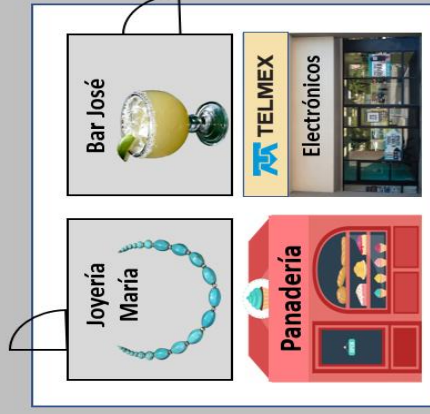 Joyería
María
Bar José
Panadería
TELMEX
Electrónicos